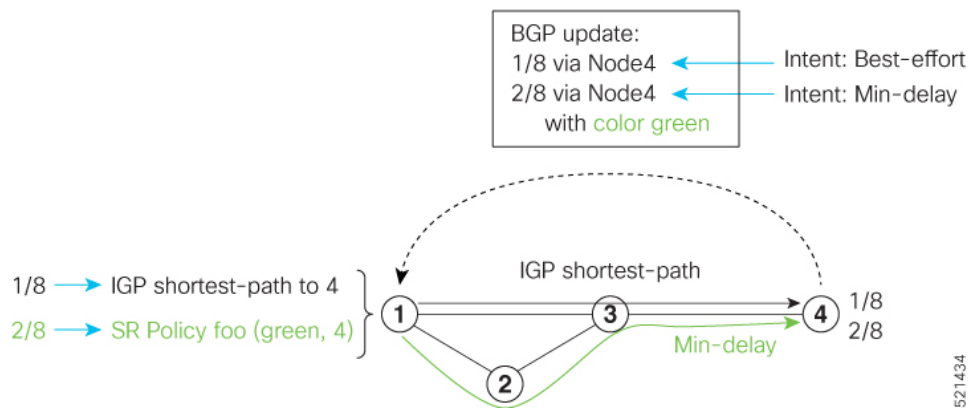 BGP update:
1/8 via Node4
Intent: Best-effort
2/8 via Node4
Intent: Min-delay
with color green
1/8
IGP shortest-path to 4
2/8
SR Policy foo (green, 4)
IGP shortest-path
1
3
4
1/8
2/8
Min-delay
2
521434